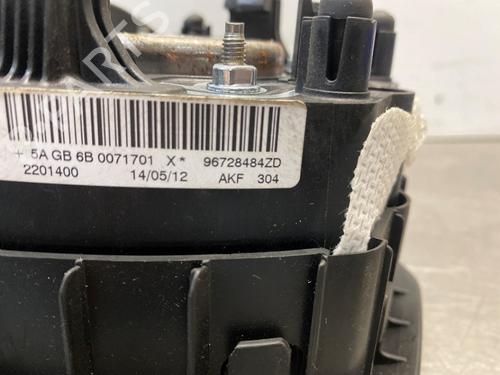 + 5A GB 6B 0071701 X* 96728484ZD
2201400 14/05/12 AKF 304